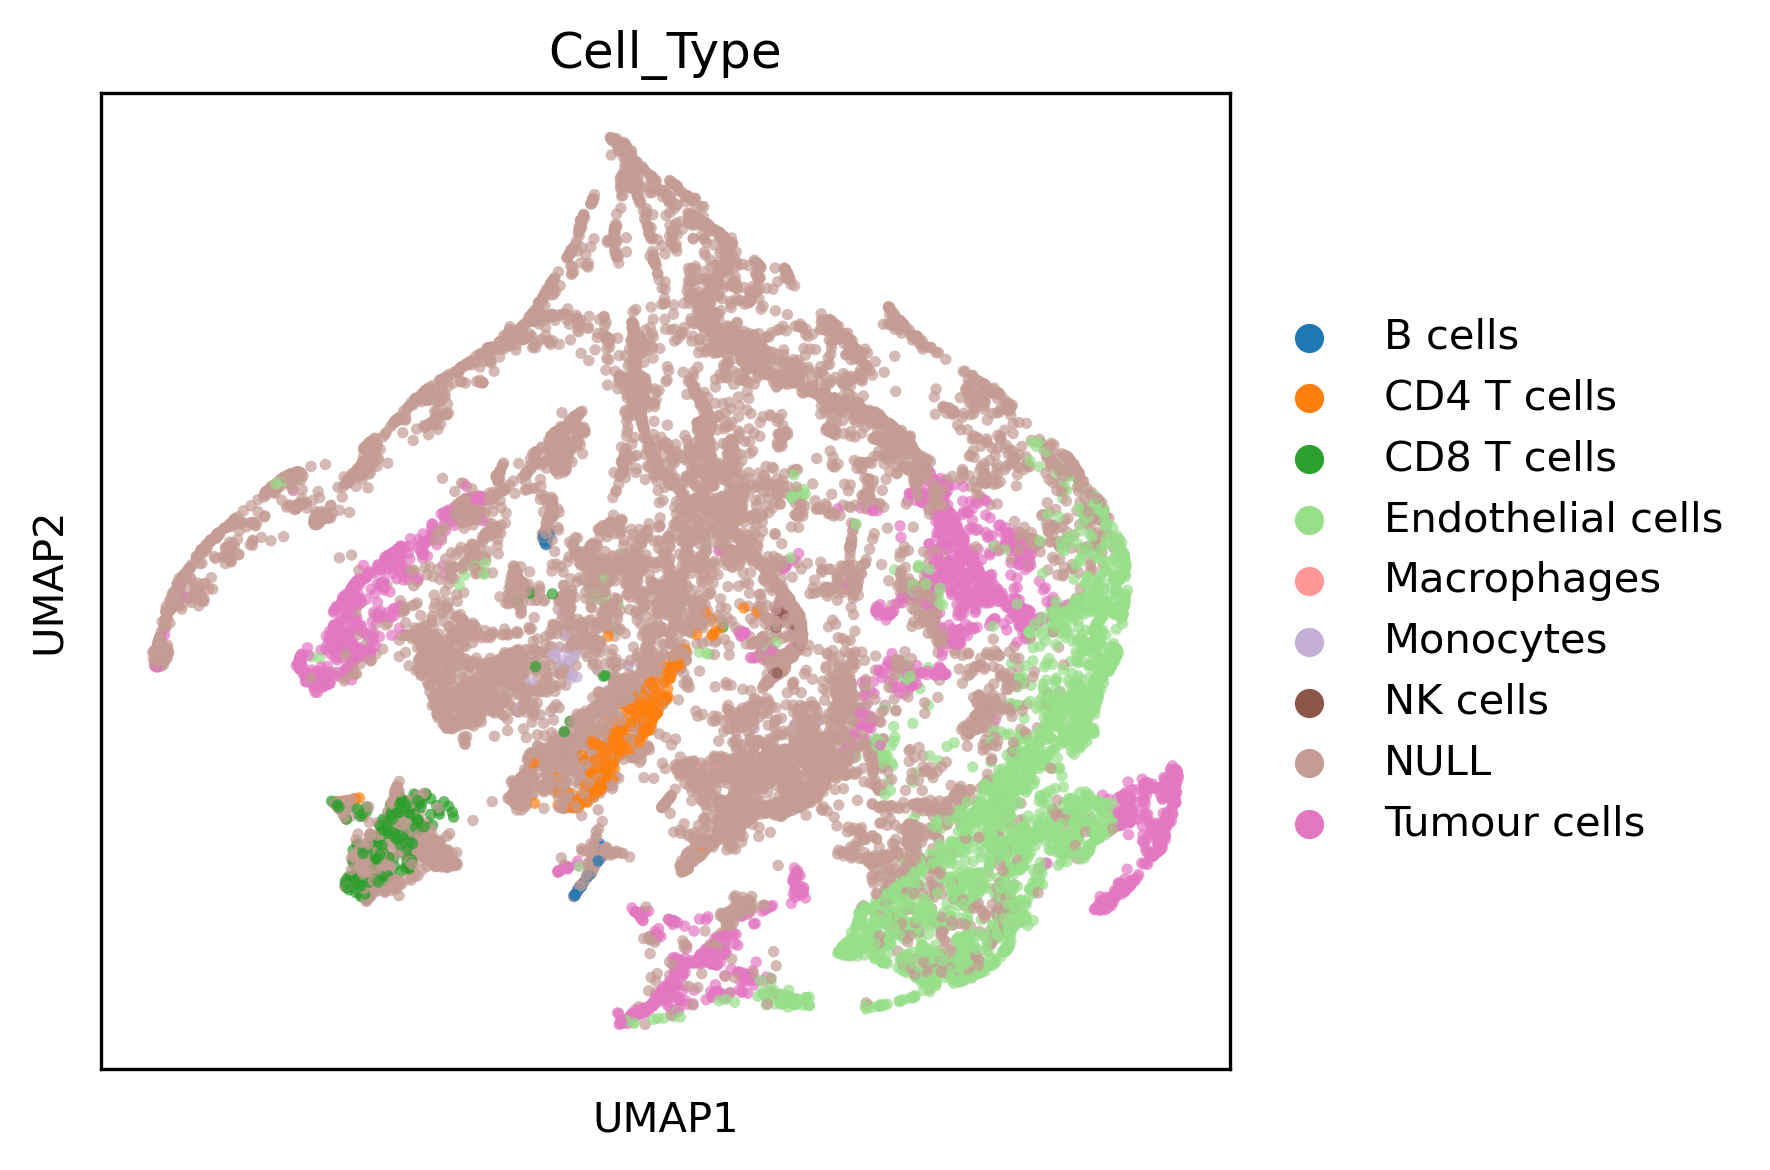 Cell_Type
UMAP2
UMAP1
B cells
CD4 T cells
CD8 T cells
Endothelial cells
Macrophages
Monocytes
NK cells
NULL
Tumour cells